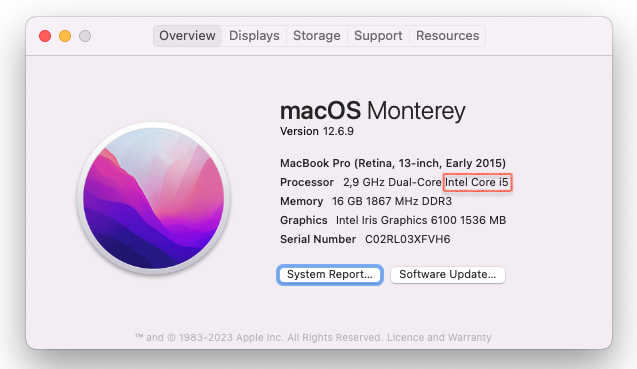 Overview Displays Storage Support Resources
macOS Monterey
Version 12.6.9
MacBook Pro (Retina, 13-inch, Early 2015)
Processor 2,9 GHz Dual-Core Intel Core i5
Memory 16 GB 1867 MHz DDR3
Graphics Intel Iris Graphics 6100 1536 MB
Serial Number C02RL03XFVH6
System Report... Software Update...
™ and © 1983-2023 Apple Inc. All Rights Reserved. Licence and Warranty